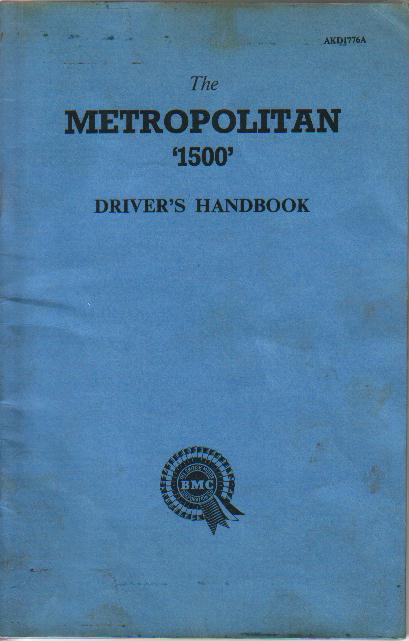 AKD1776A
The
METROPOLITAN
‘1500’
DRIVER'S HANDBOOK
BMC